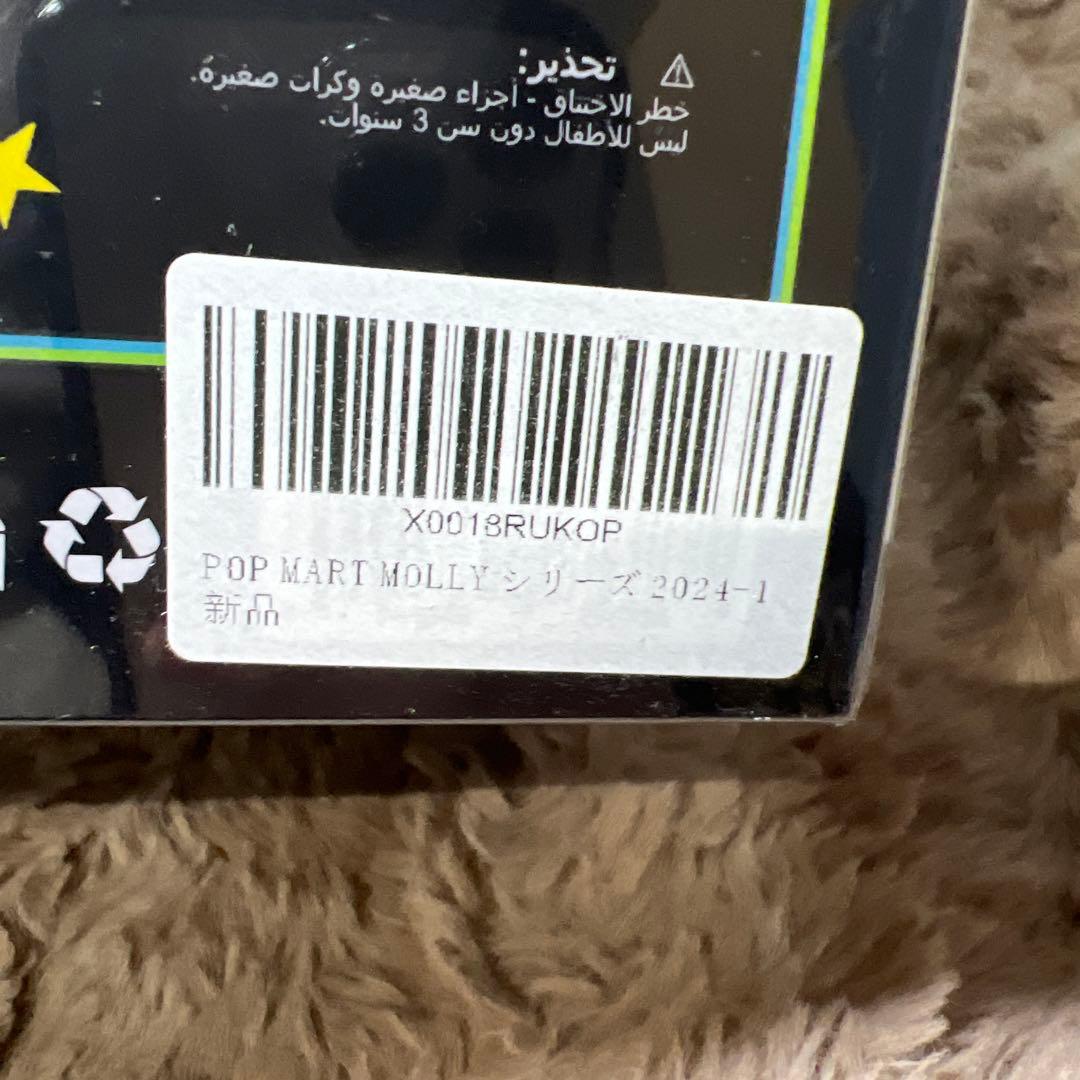 ⚠ تحذير:
خطر الاختناق - أجزاء صغيرة وكرات صغيرة.
ليس للأطفال دون سن 3 سنوات.
X0018RUKOP
POP MART MOLLY シリーズ 2024-1
新品